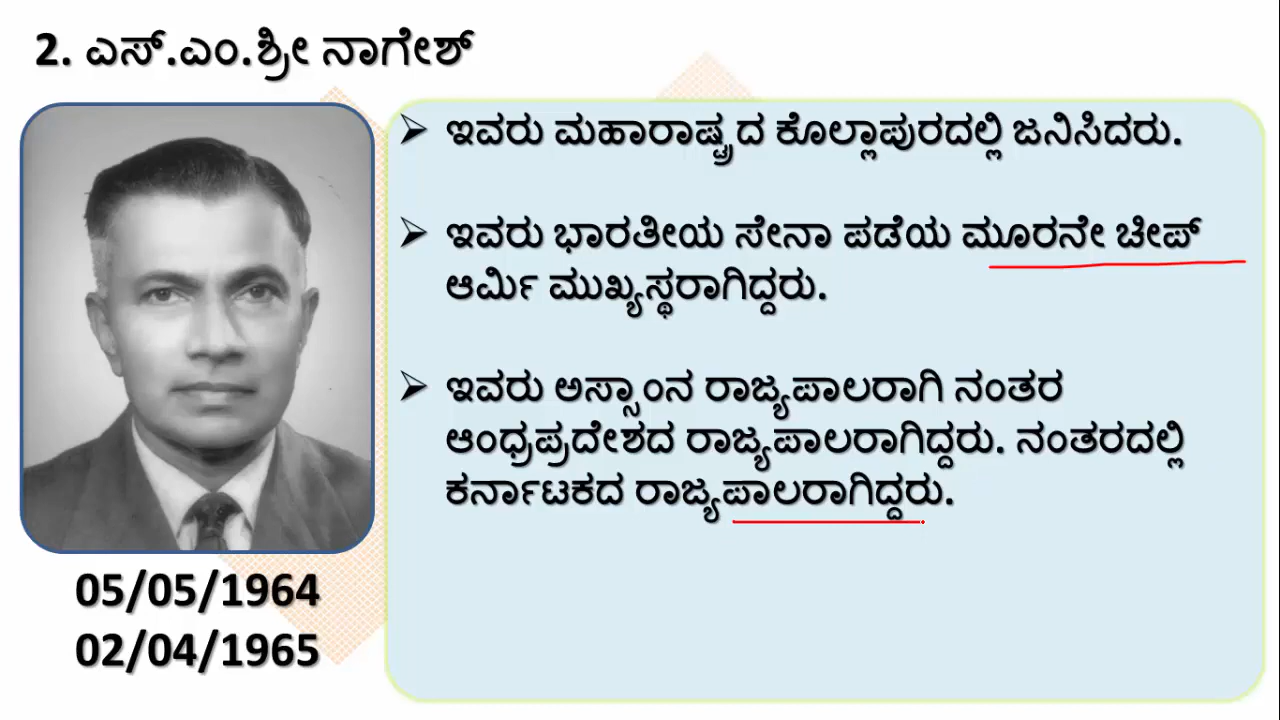 2. ಎಸ್.ಎಂ.ಶ್ರೀ ನಾಗೇಶ್
ಇವರು ಮಹಾರಾಷ್ಟ್ರದ ಕೊಲ್ಲಾಪುರದಲ್ಲಿ ಜನಿಸಿದರು.
ಇವರು ಭಾರತೀಯ ಸೇನಾ ಪಡೆಯ ಮೂರನೇ ಚೀಪ್
ಆರ್ಮಿ ಮುಖ್ಯಸ್ಥರಾಗಿದ್ದರು.
ಇವರು ಅಸ್ಸಾಂನ ರಾಜ್ಯಪಾಲರಾಗಿ ನಂತರ
ಆಂಧ್ರಪ್ರದೇಶದ ರಾಜ್ಯಪಾಲರಾಗಿದ್ದರು. ನಂತರದಲ್ಲಿ
ಕರ್ನಾಟಕದ ರಾಜ್ಯಪಾಲರಾಗಿದ್ದರು.
05/05/1964
02/04/1965